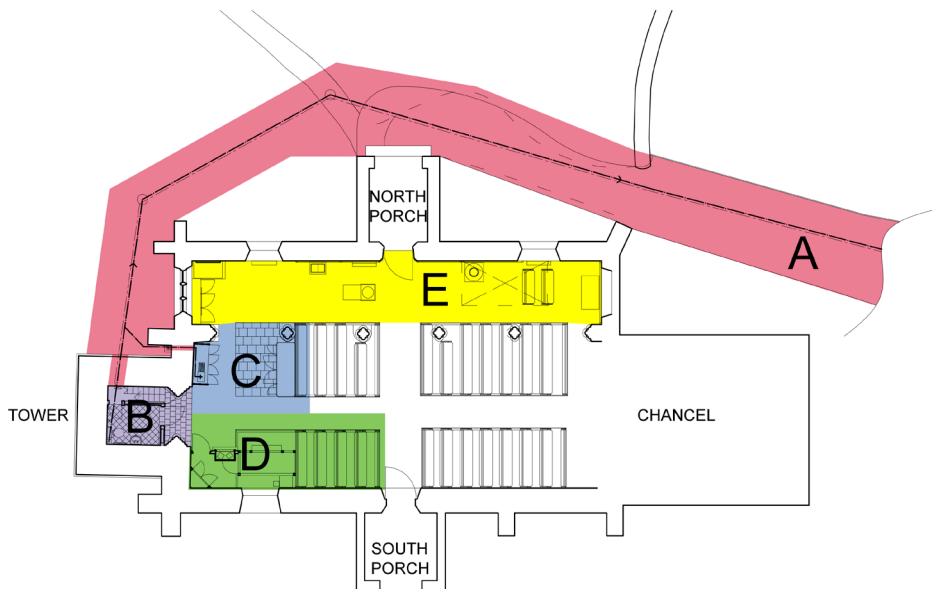 NORTH
PORCH
A
E
C
B
TOWER
CHANCEL
D
SOUTH
PORCH